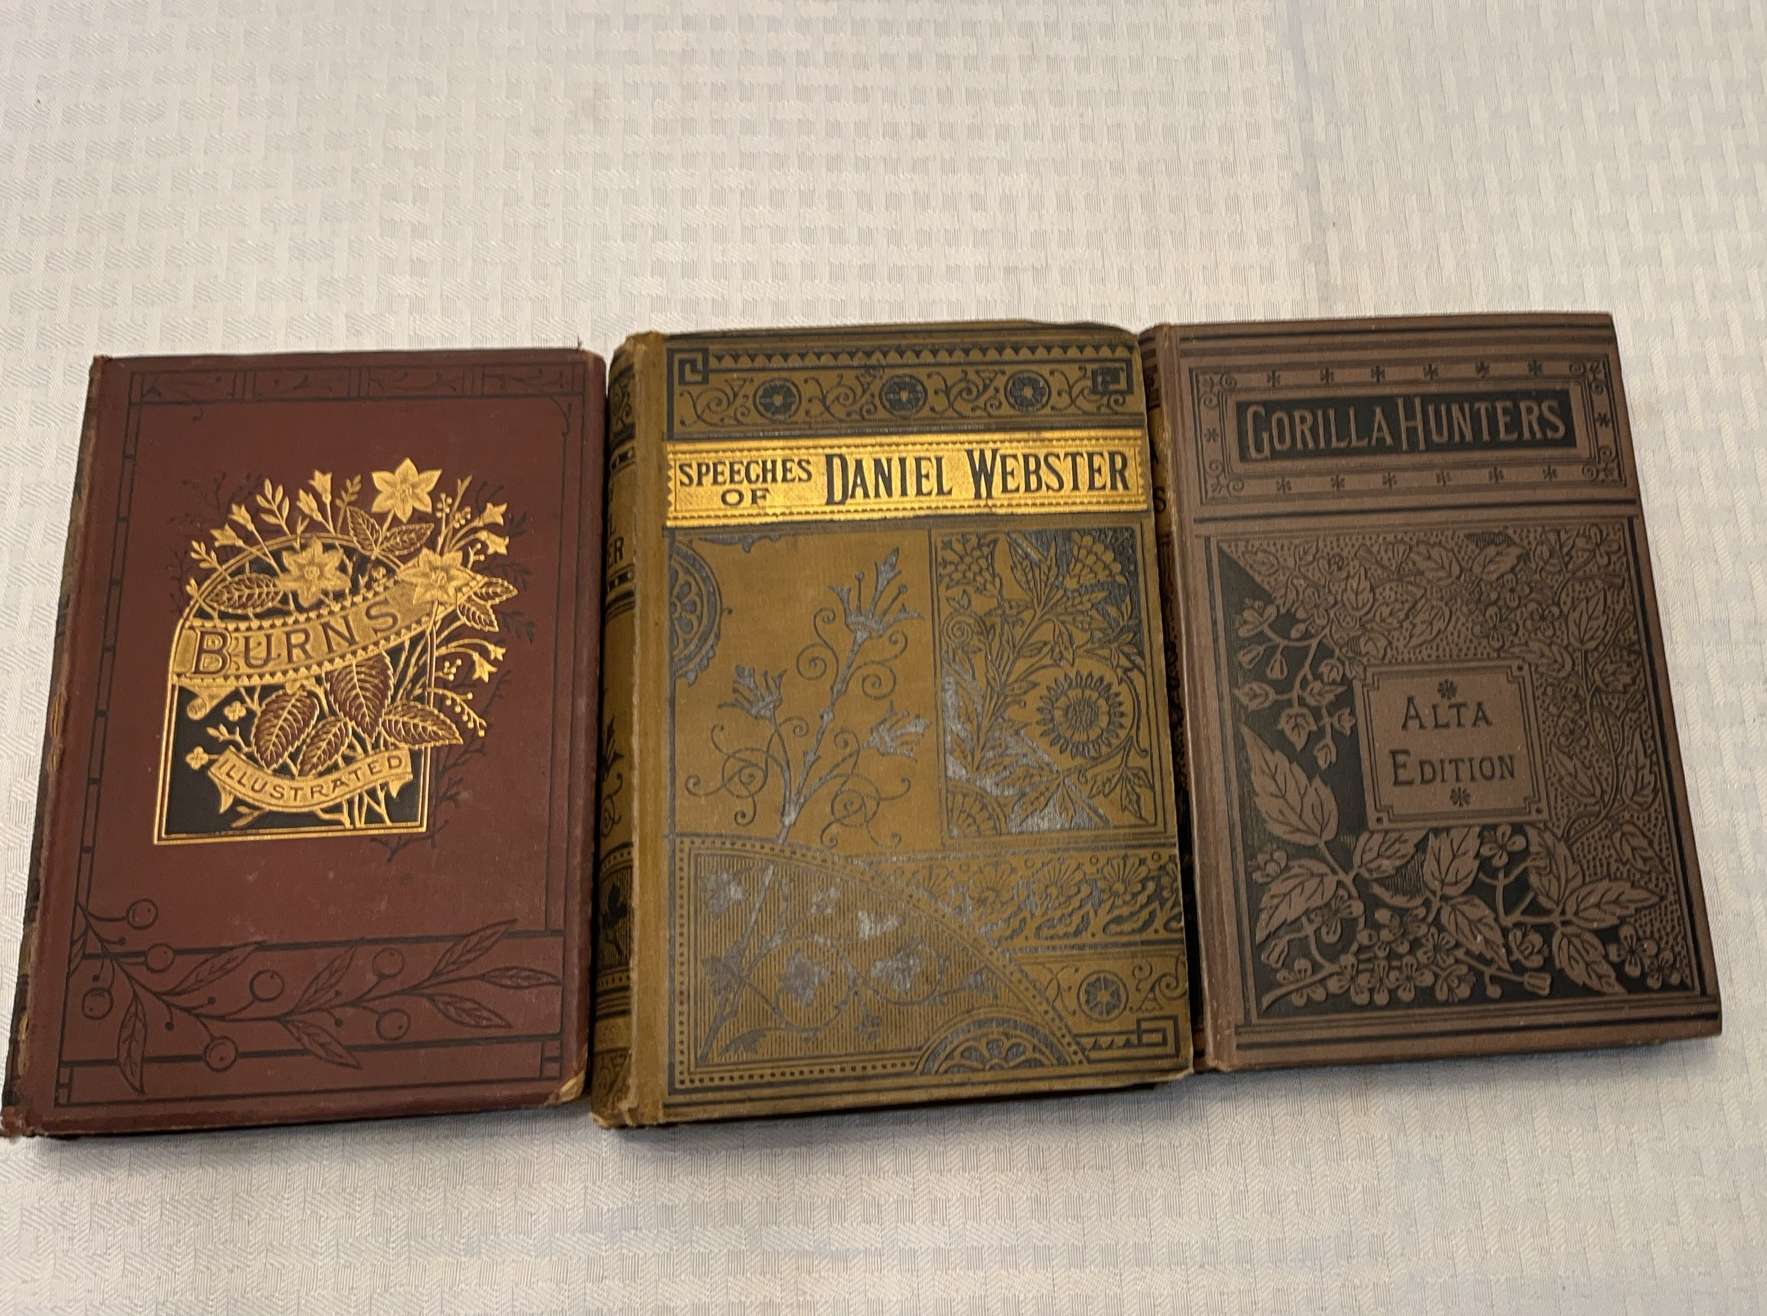 BURNS
ILLUSTRATED
SPEECHES OF DANIEL WEBSTER
GORILLA HUNTERS
ALTA
EDITION